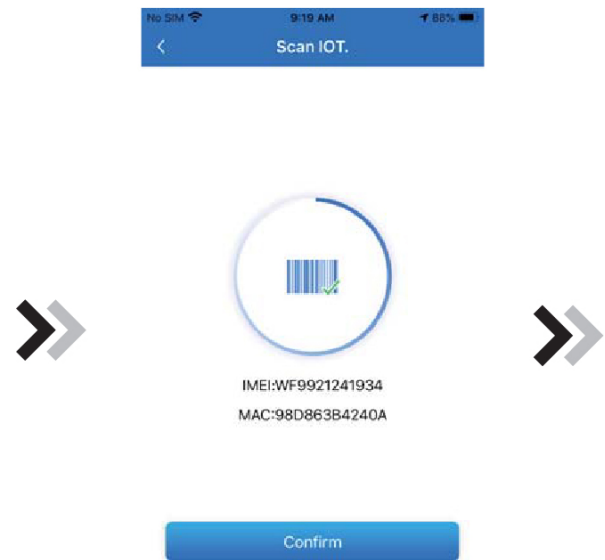 No SIM 9:19 AM 88%
Scan IOT.
IMEI:WF9921241934
MAC:98D863B4240A
Confirm